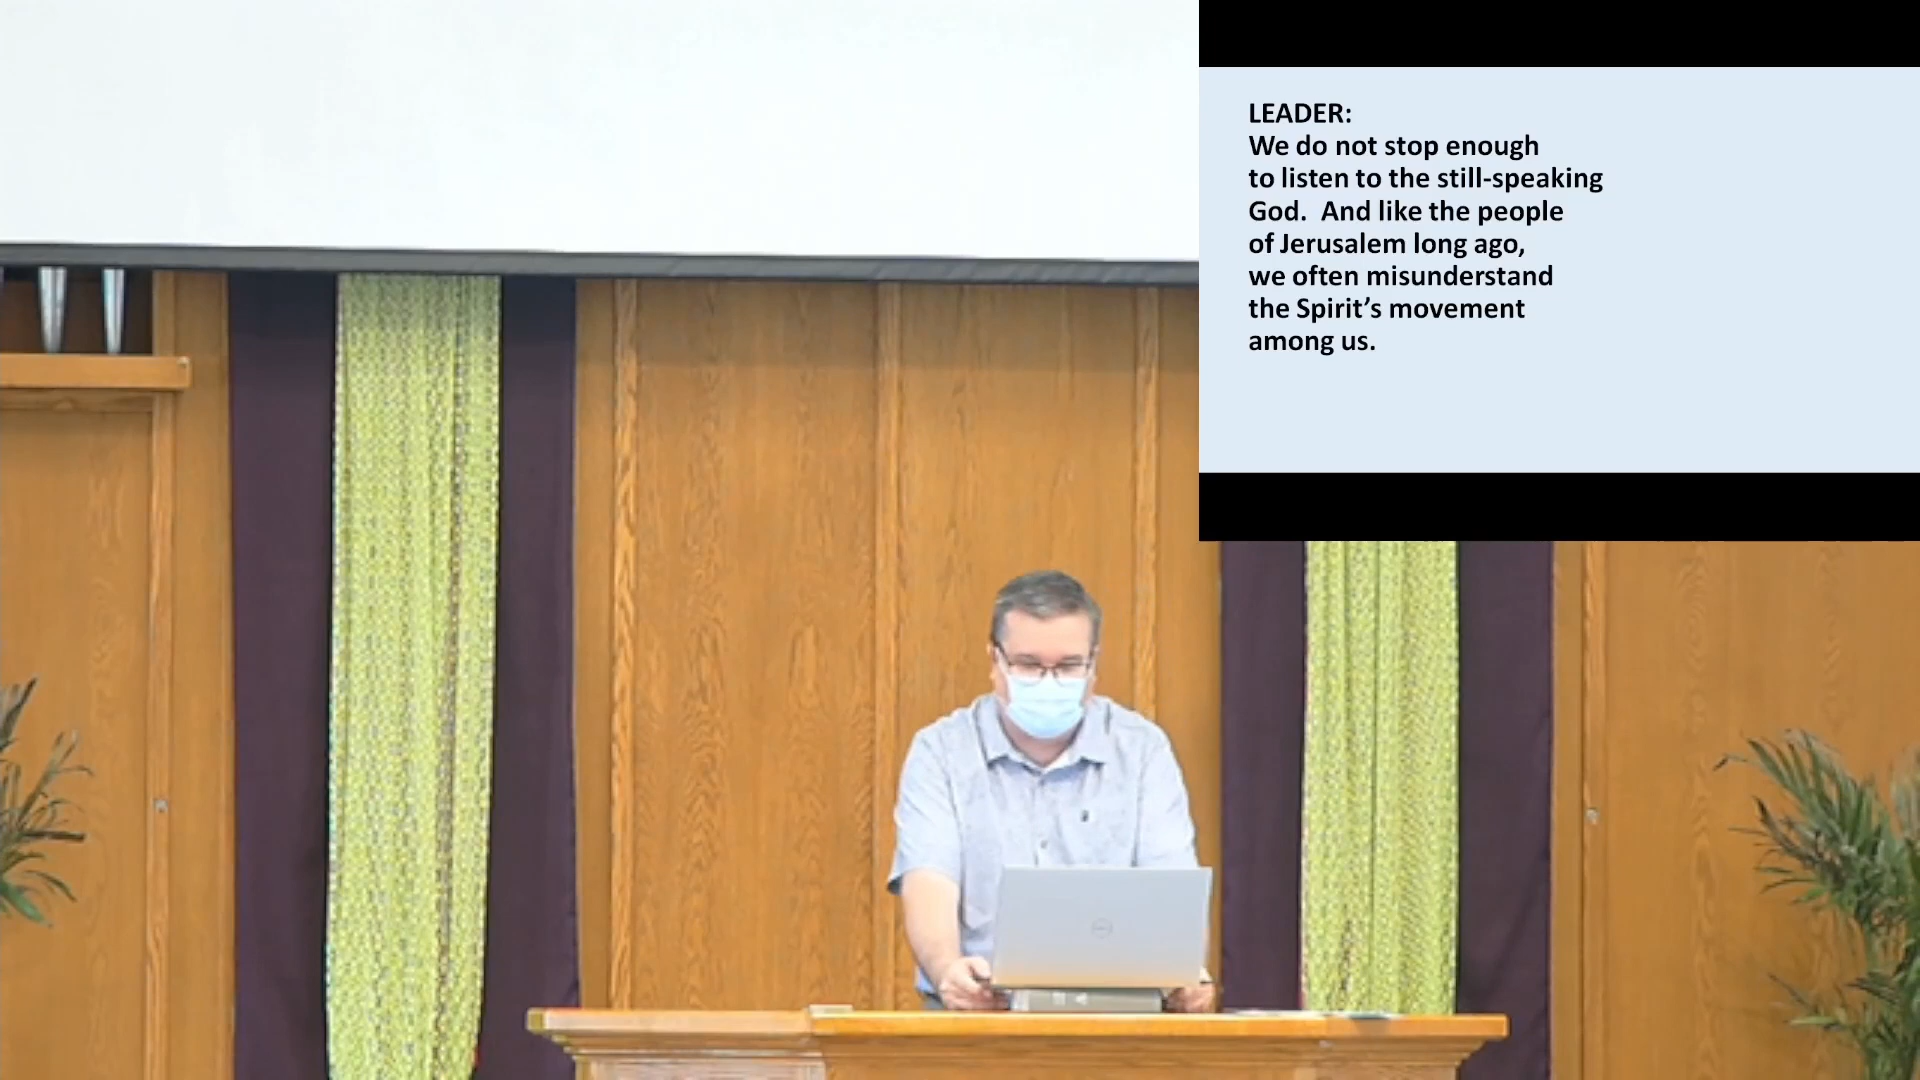 LEADER:
We do not stop enough
to listen to the still-speaking
God.  And like the people
of Jerusalem long ago,
we often misunderstand
the Spirit’s movement
among us.